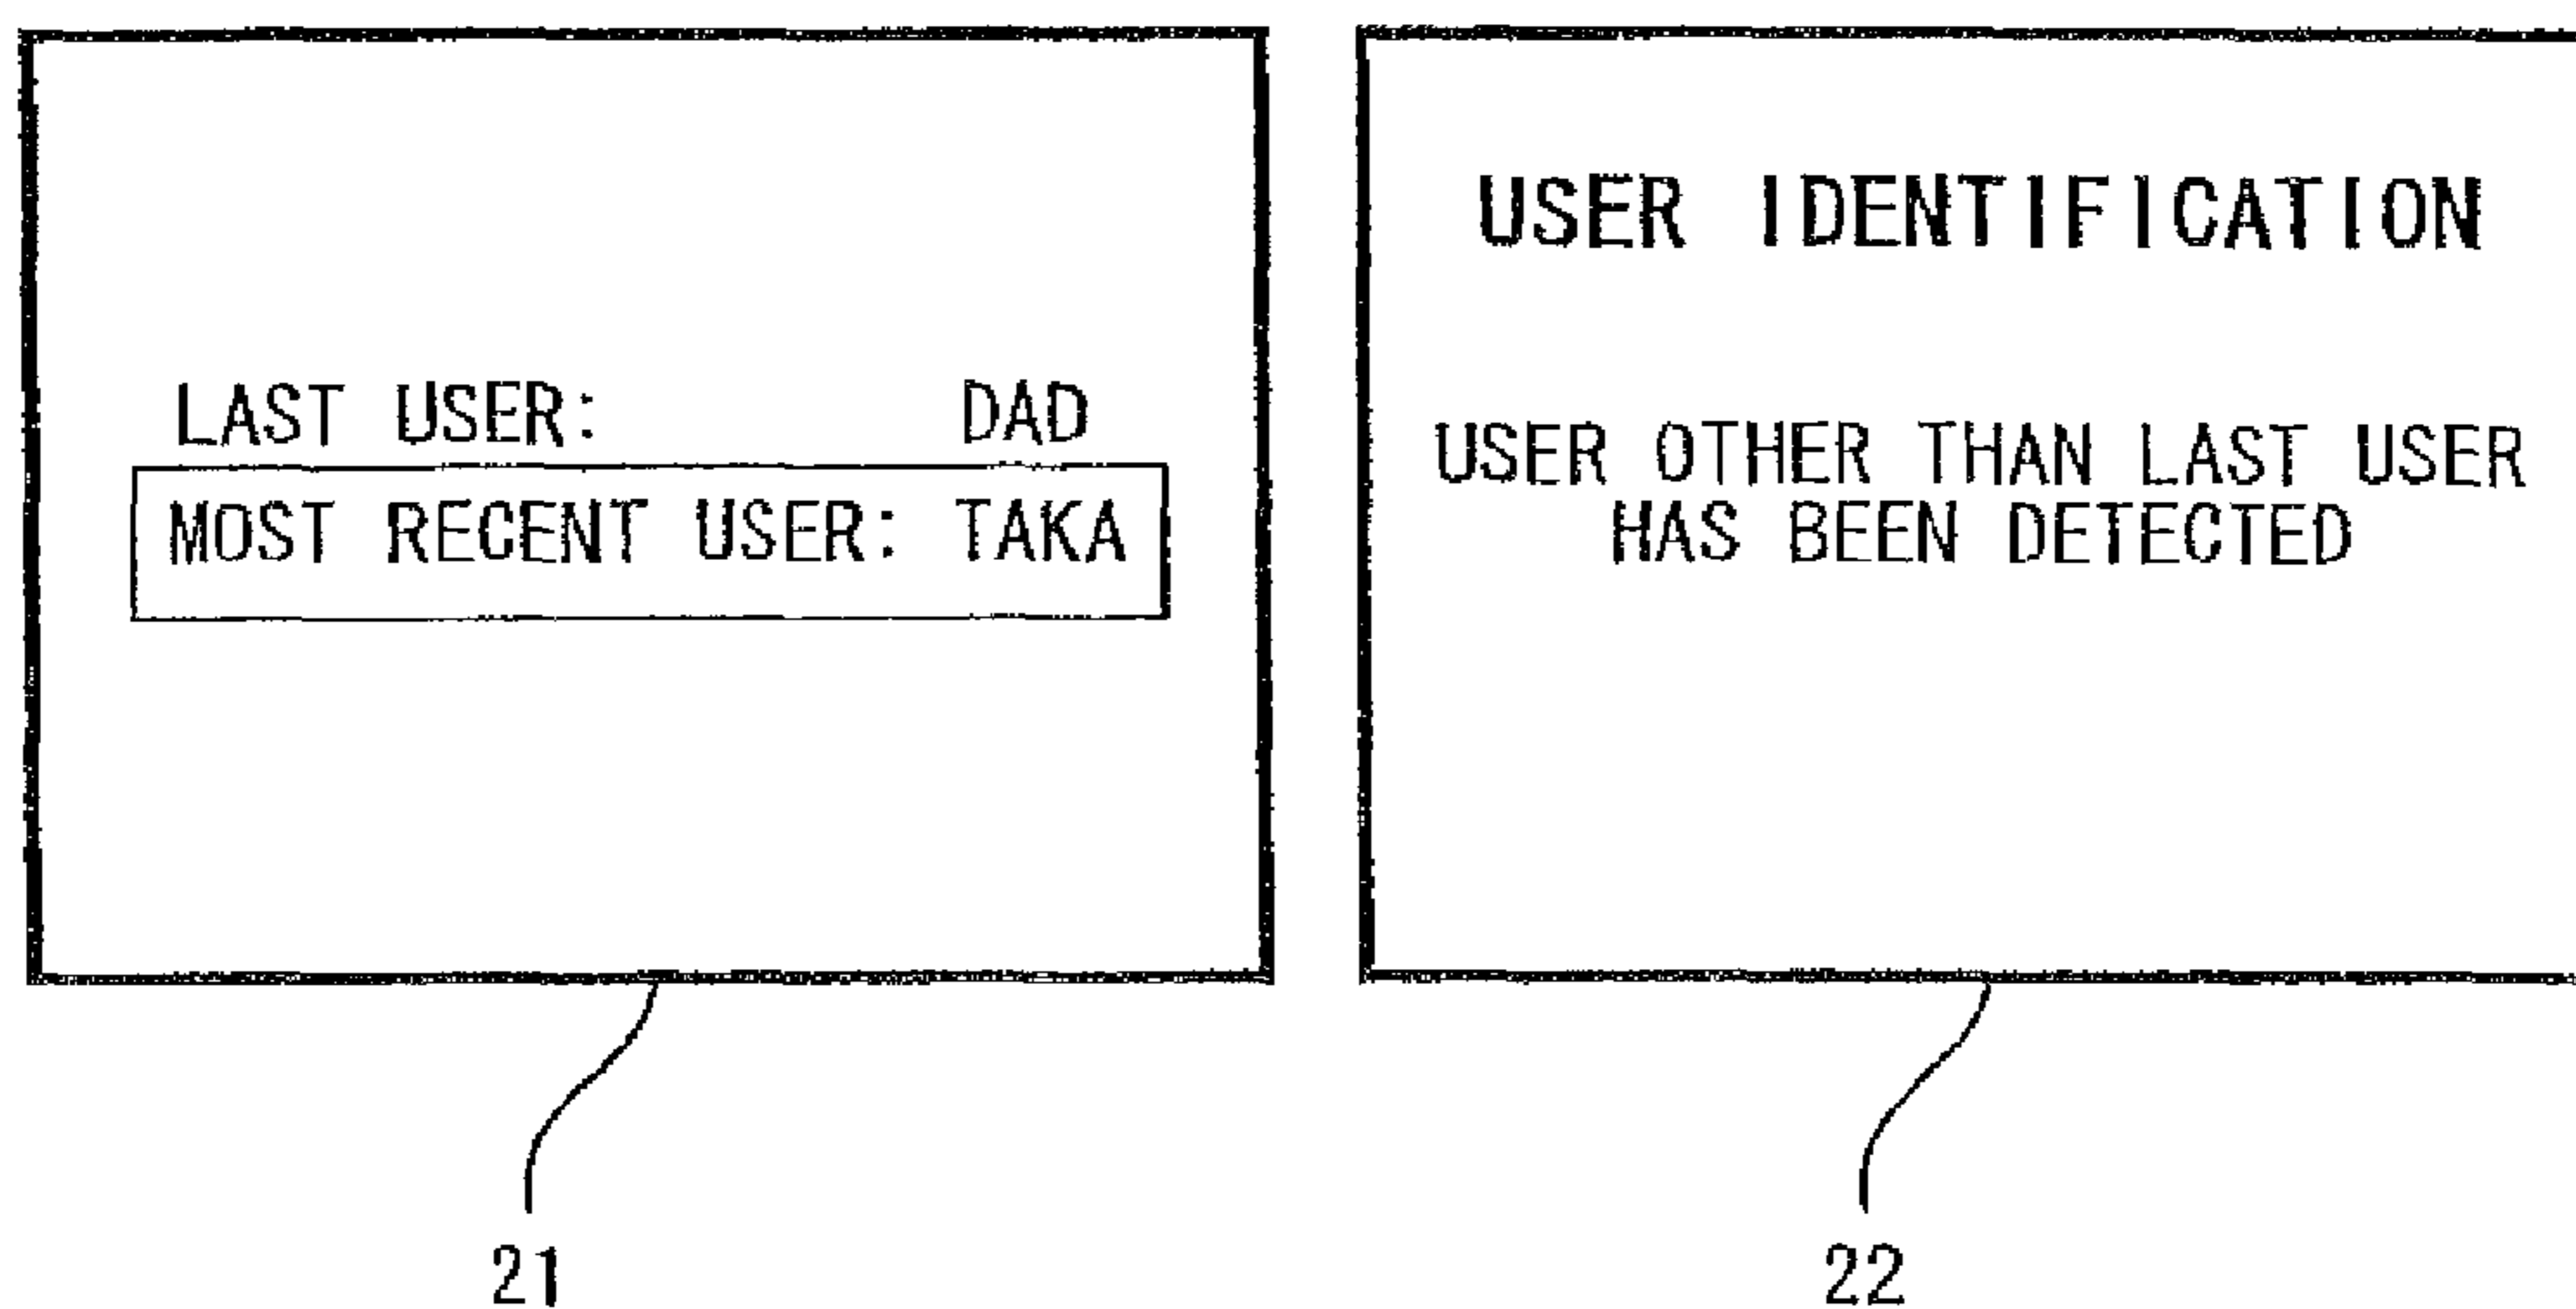 LAST USER: DAD
MOST RECENT USER: TAKA
21
USER IDENTIFICATION
USER OTHER THAN LAST USER
HAS BEEN DETECTED
22